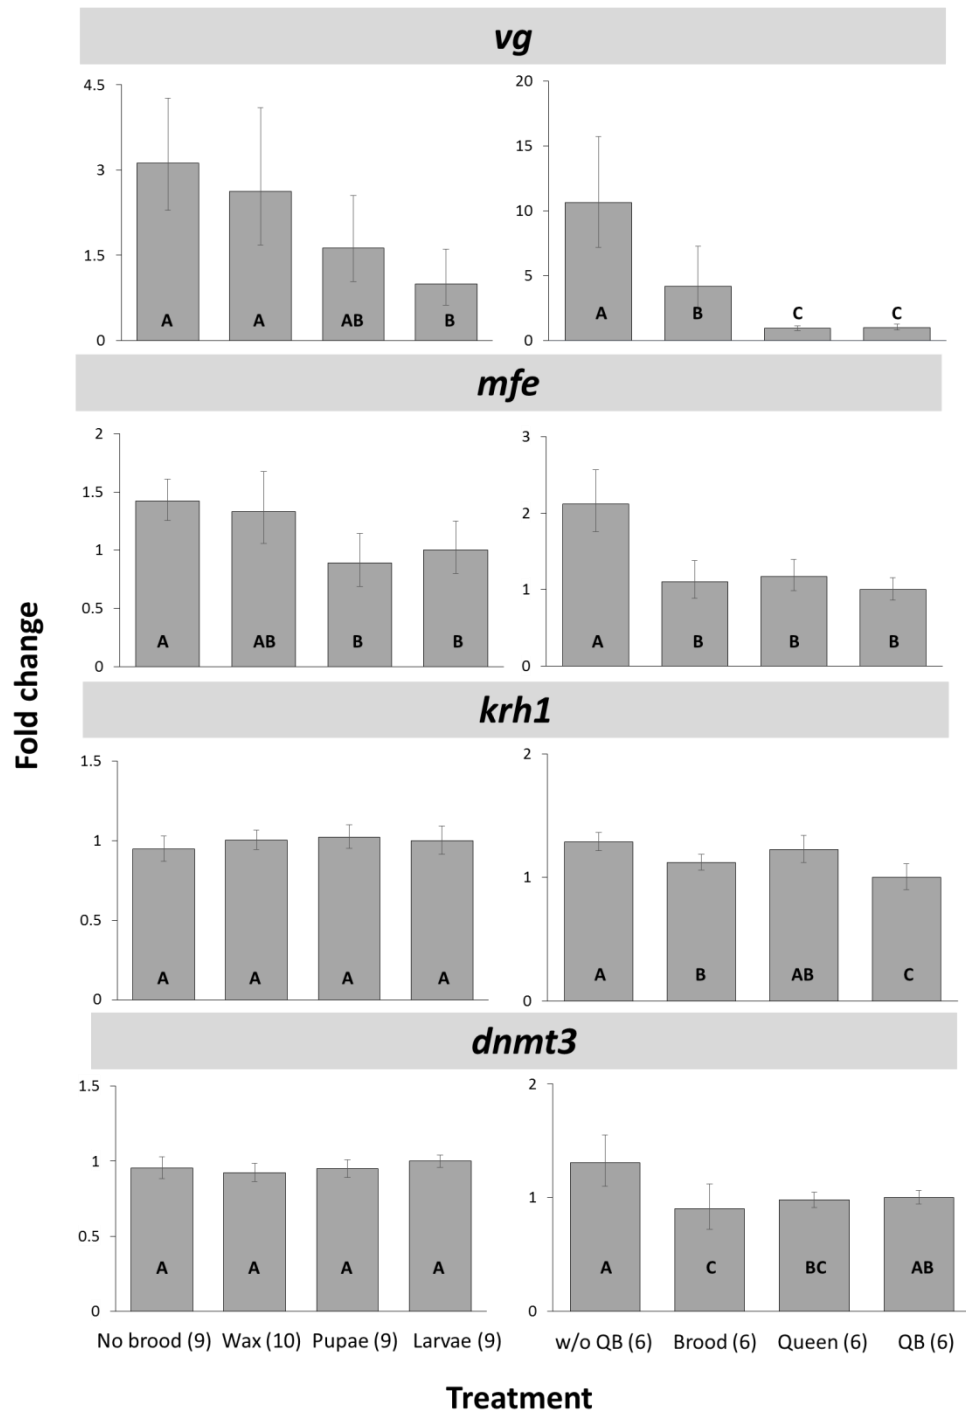 vg
4.5
3
1.5
0
A
A
AB
B
20
15
10
5
0
A
B
C
C
mfe
2
1.5
1
0.5
0
A
AB
B
B
3
2
1
0
A
B
B
B
Fold change
krh1
1.5
1
0.5
0
A
A
A
A
2
1
0
A
B
AB
C
dnmt3
1.5
1
0.5
0
A
A
A
A
2
1
0
A
C
BC
AB
No brood (9) Wax (10) Pupae (9) Larvae (9)
w/o QB (6) Brood (6) Queen (6) QB (6)
Treatment